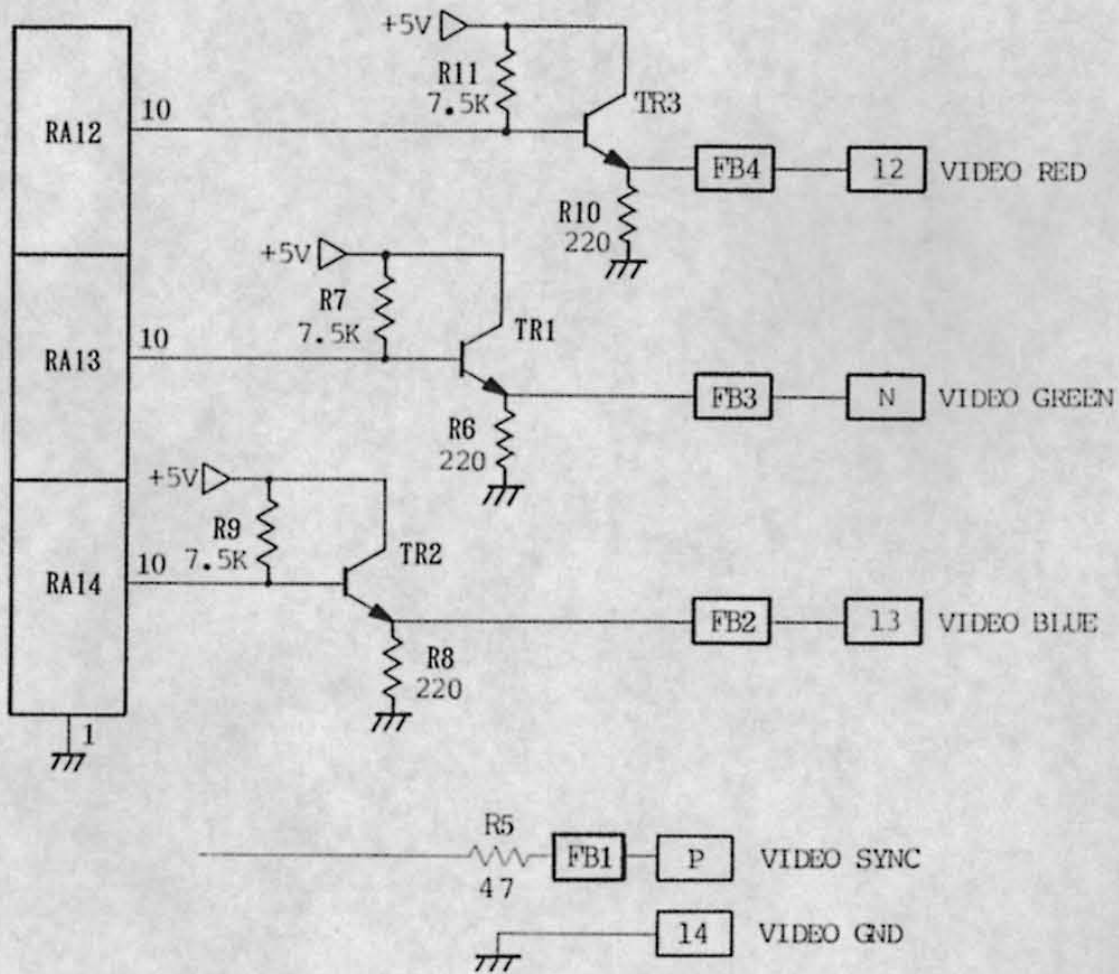 +5V
R11
7.5K
TR3
RA12
10
FB4
12
VIDEO RED
R10
220
+5V
R7
7.5K
TR1
RA13
10
FB3
N
VIDEO GREEN
R6
220
+5V
R9
7.5K
TR2
RA14
10
FB2
13
VIDEO BLUE
R8
220
1
R5
47
FB1
P
VIDEO SYNC
14
VIDEO GND